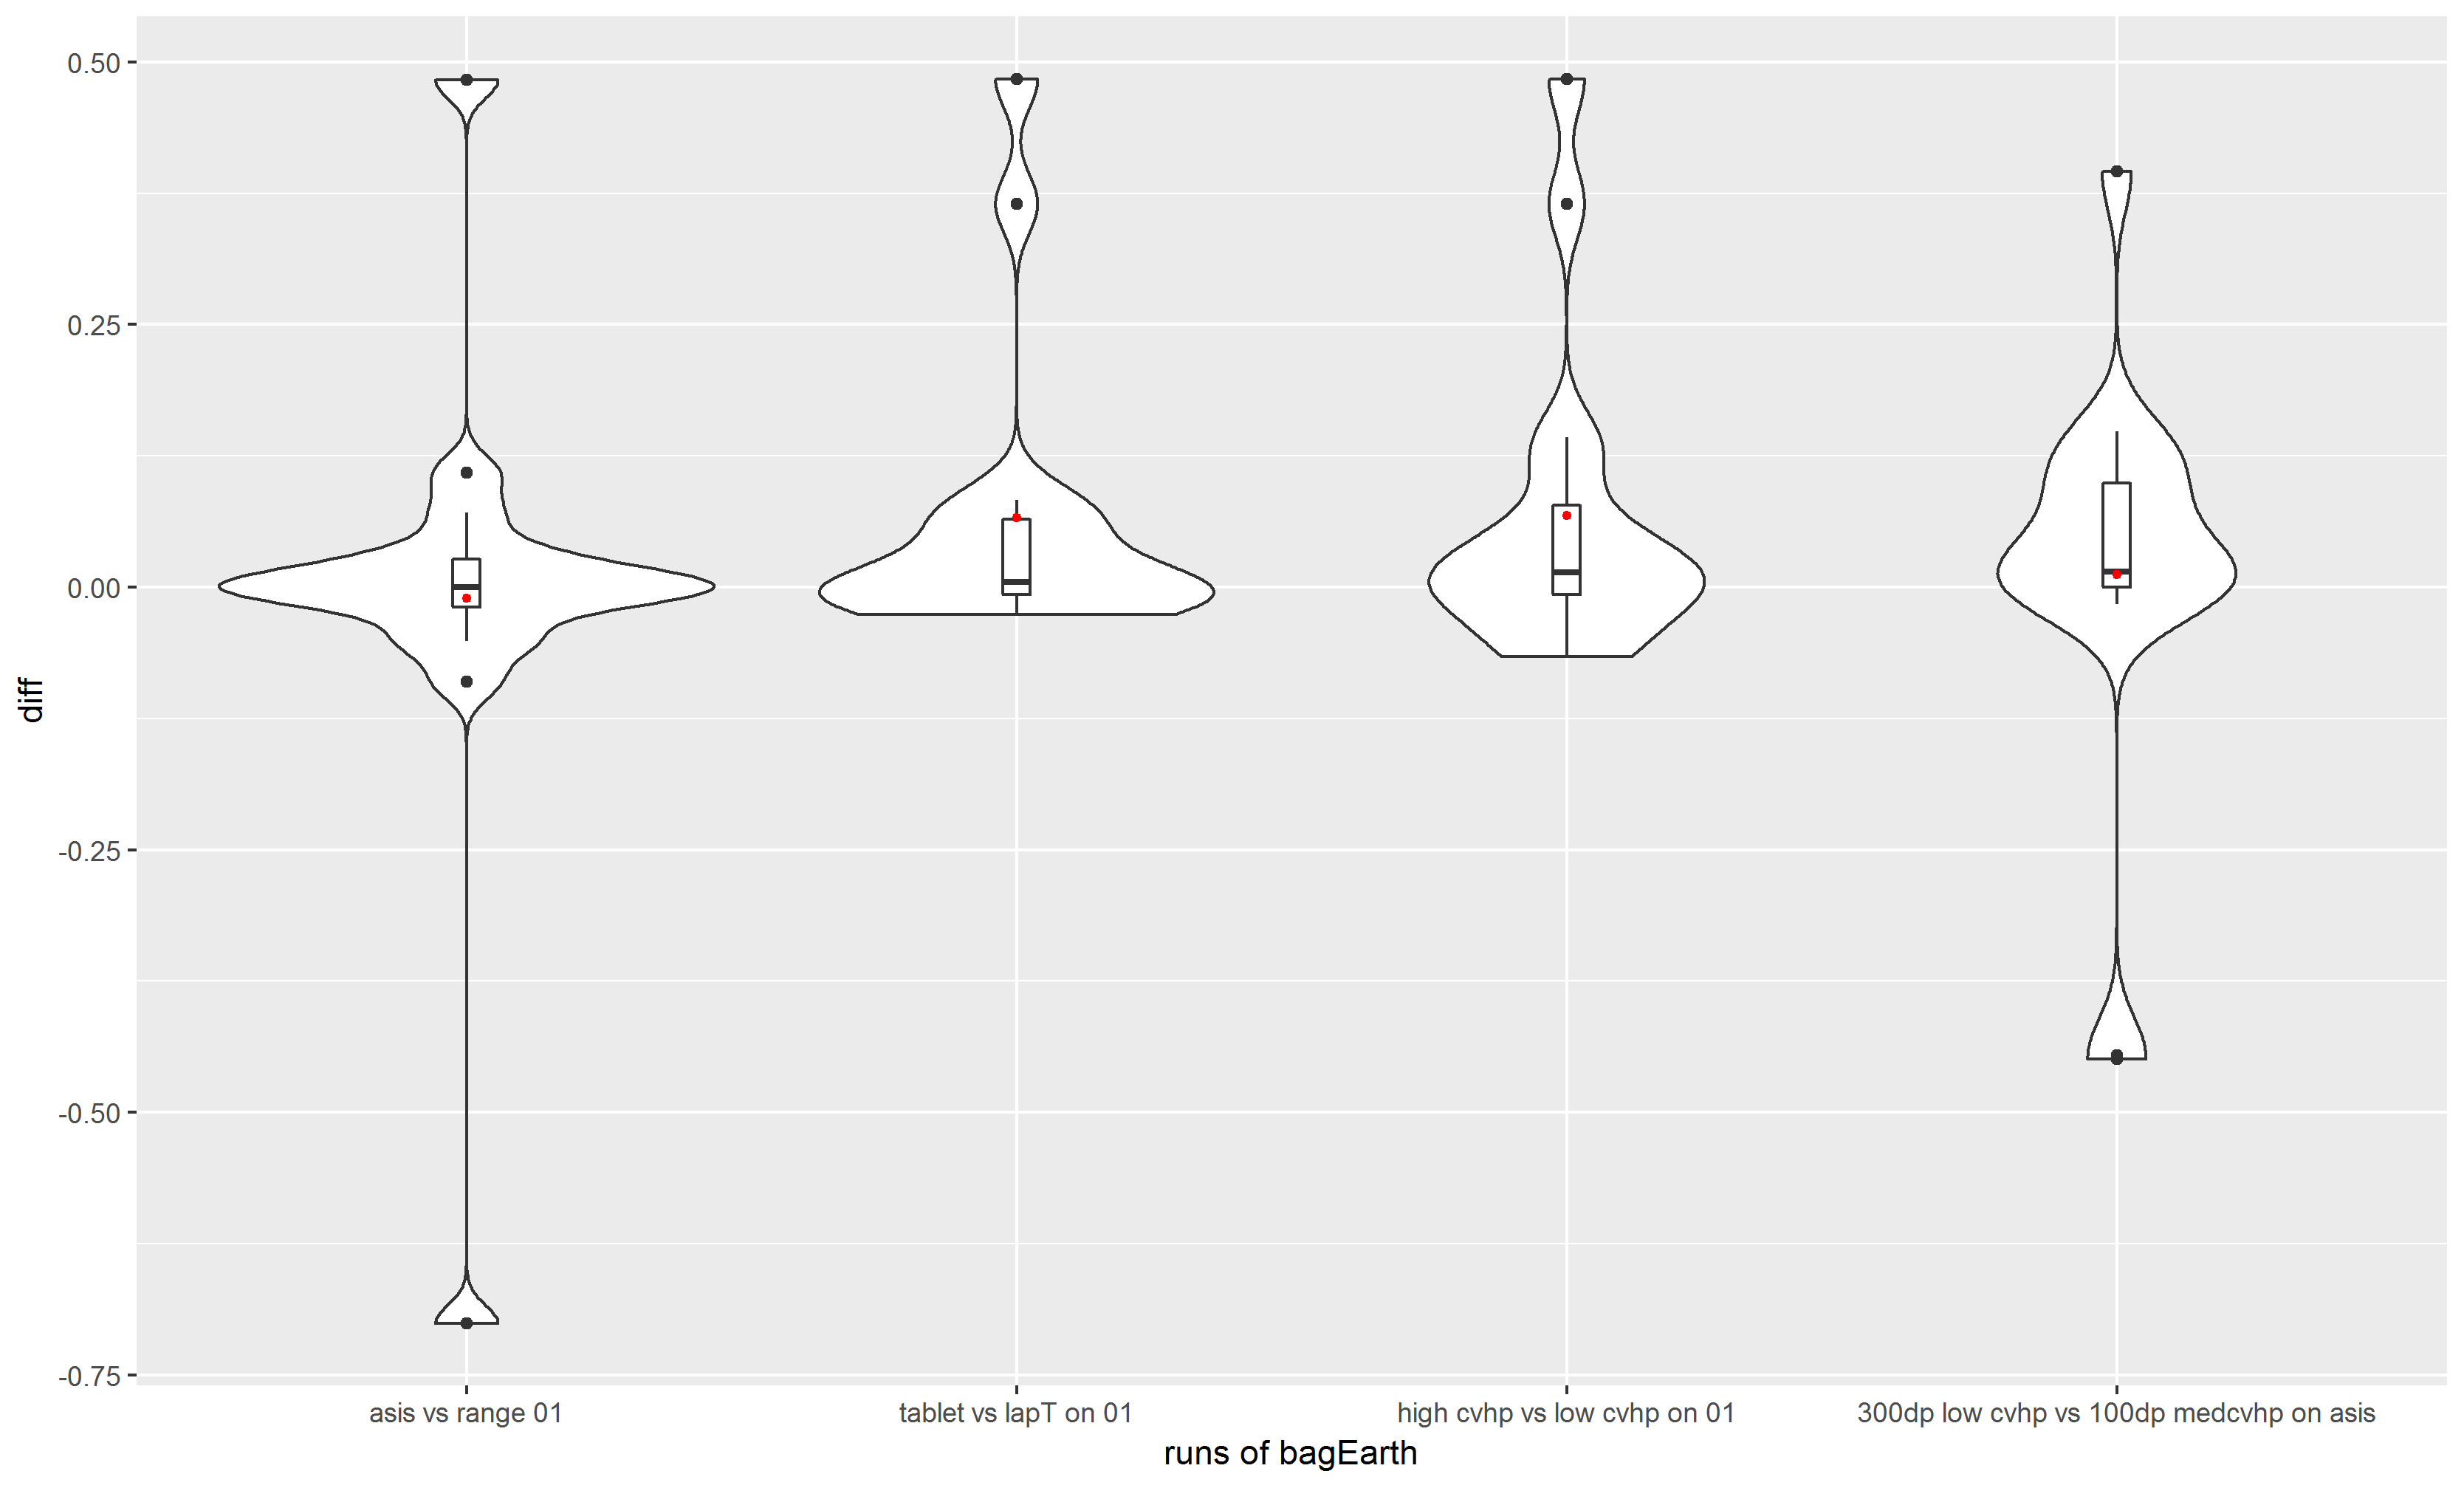 0.50
0.25
0.00
-0.25
-0.50
-0.75
diff
asis vs range 01
tablet vs lapT on 01
high cvhp vs low cvhp on 01
300dp low cvhp vs 100dp medcvhp on asis
runs of bagEarth